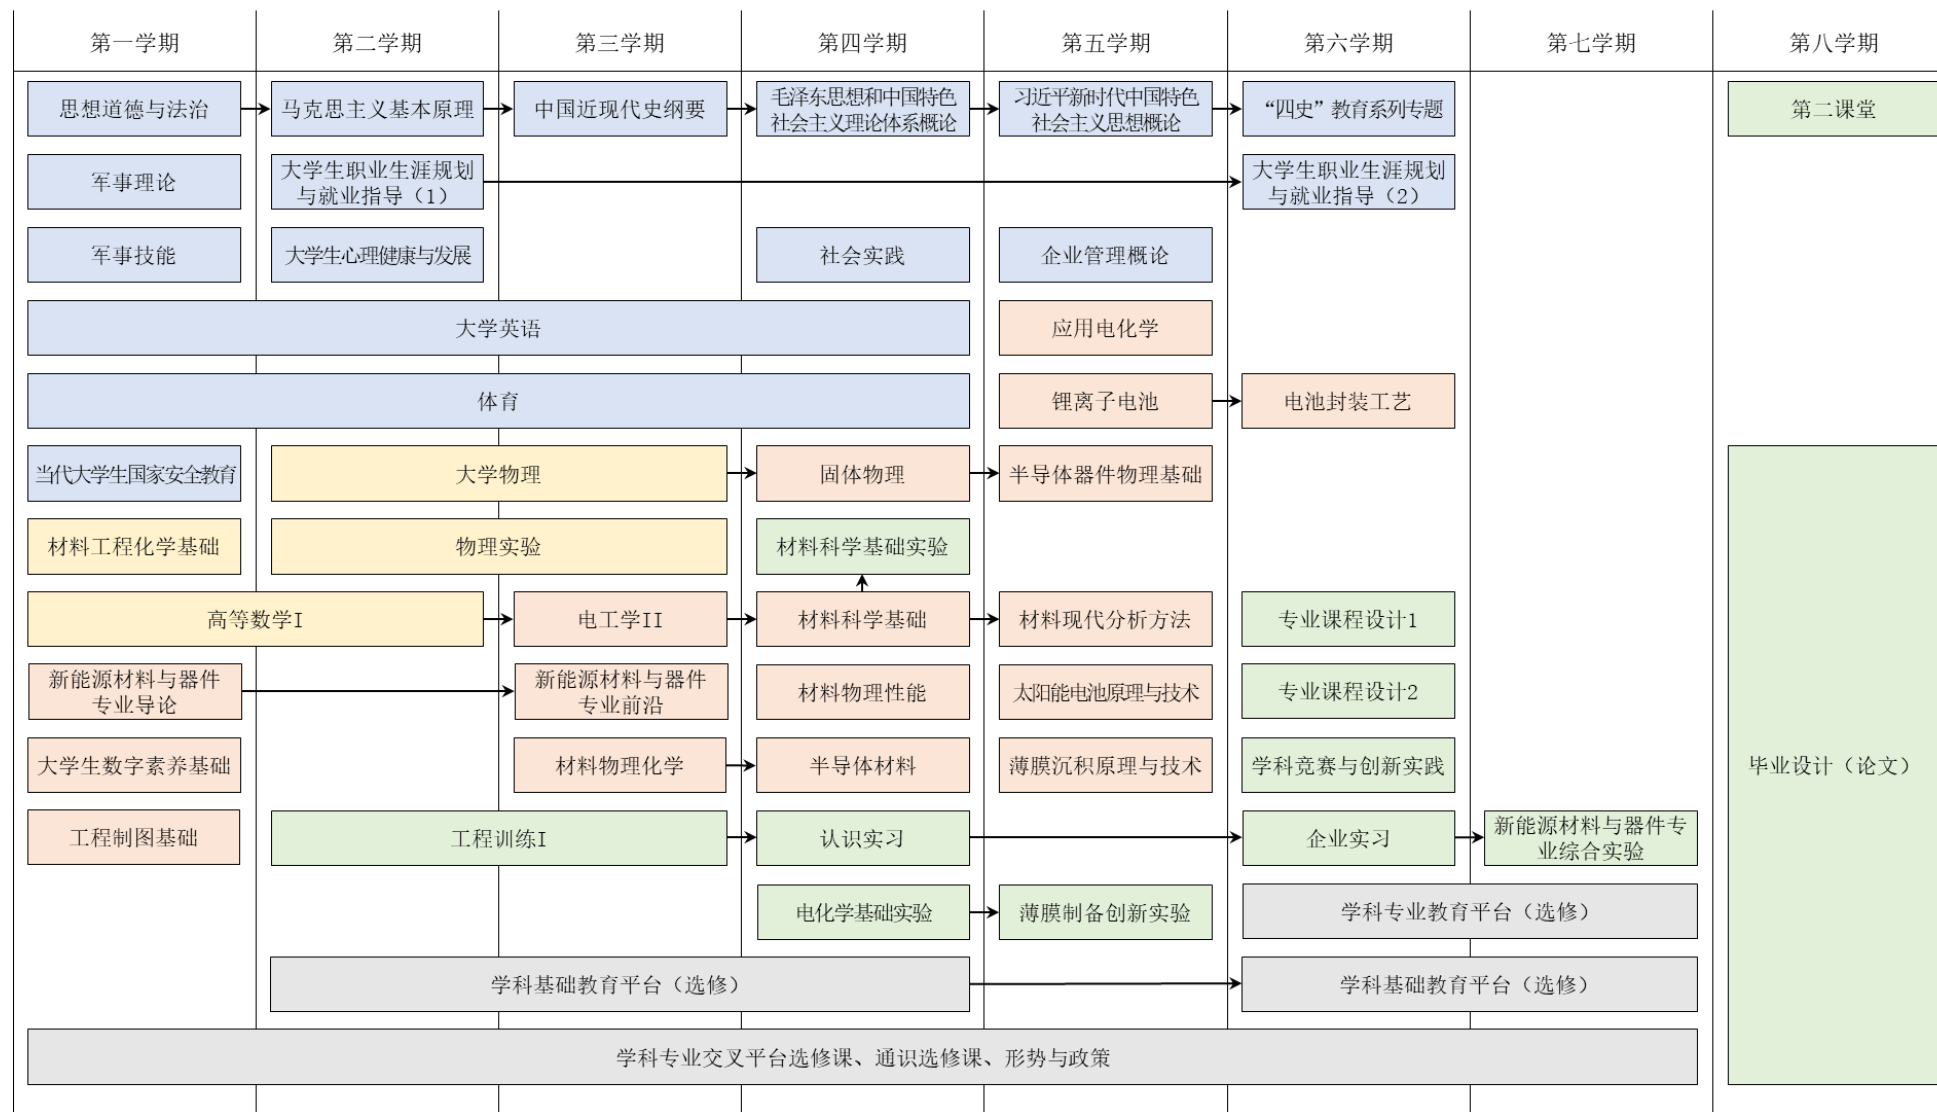 第一学期
第二学期
第三学期
第四学期
第五学期
第六学期
第七学期
第八学期
思想道德与法治
马克思主义基本原理
中国近现代史纲要
毛泽东思想和中国特色
社会主义理论体系概论
习近平新时代中国特色
社会主义思想概论
“四史”教育系列专题
第二课堂
军事理论
大学生职业生涯规划
与就业指导（1）
大学生职业生涯规划
与就业指导（2）
军事技能
大学生心理健康与发展
社会实践
企业管理概论
大学英语
应用电化学
体育
锂离子电池
电池封装工艺
当代大学生国家安全教育
大学物理
固体物理
半导体器件物理基础
材料工程化学基础
物理实验
材料科学基础实验
高等数学I
电工学II
材料科学基础
材料现代分析方法
专业课程设计1
新能源材料与器件
专业导论
新能源材料与器件
专业前沿
材料物理性能
太阳能电池原理与技术
专业课程设计2
大学生数字素养基础
材料物理化学
半导体材料
薄膜沉积原理与技术
学科竞赛与创新实践
毕业设计（论文）
工程制图基础
工程训练I
认识实习
企业实习
新能源材料与器件专
业综合实验
电化学基础实验
薄膜制备创新实验
学科专业教育平台（选修）
学科基础教育平台（选修）
学科基础教育平台（选修）
学科专业交叉平台选修课、通识选修课、形势与政策